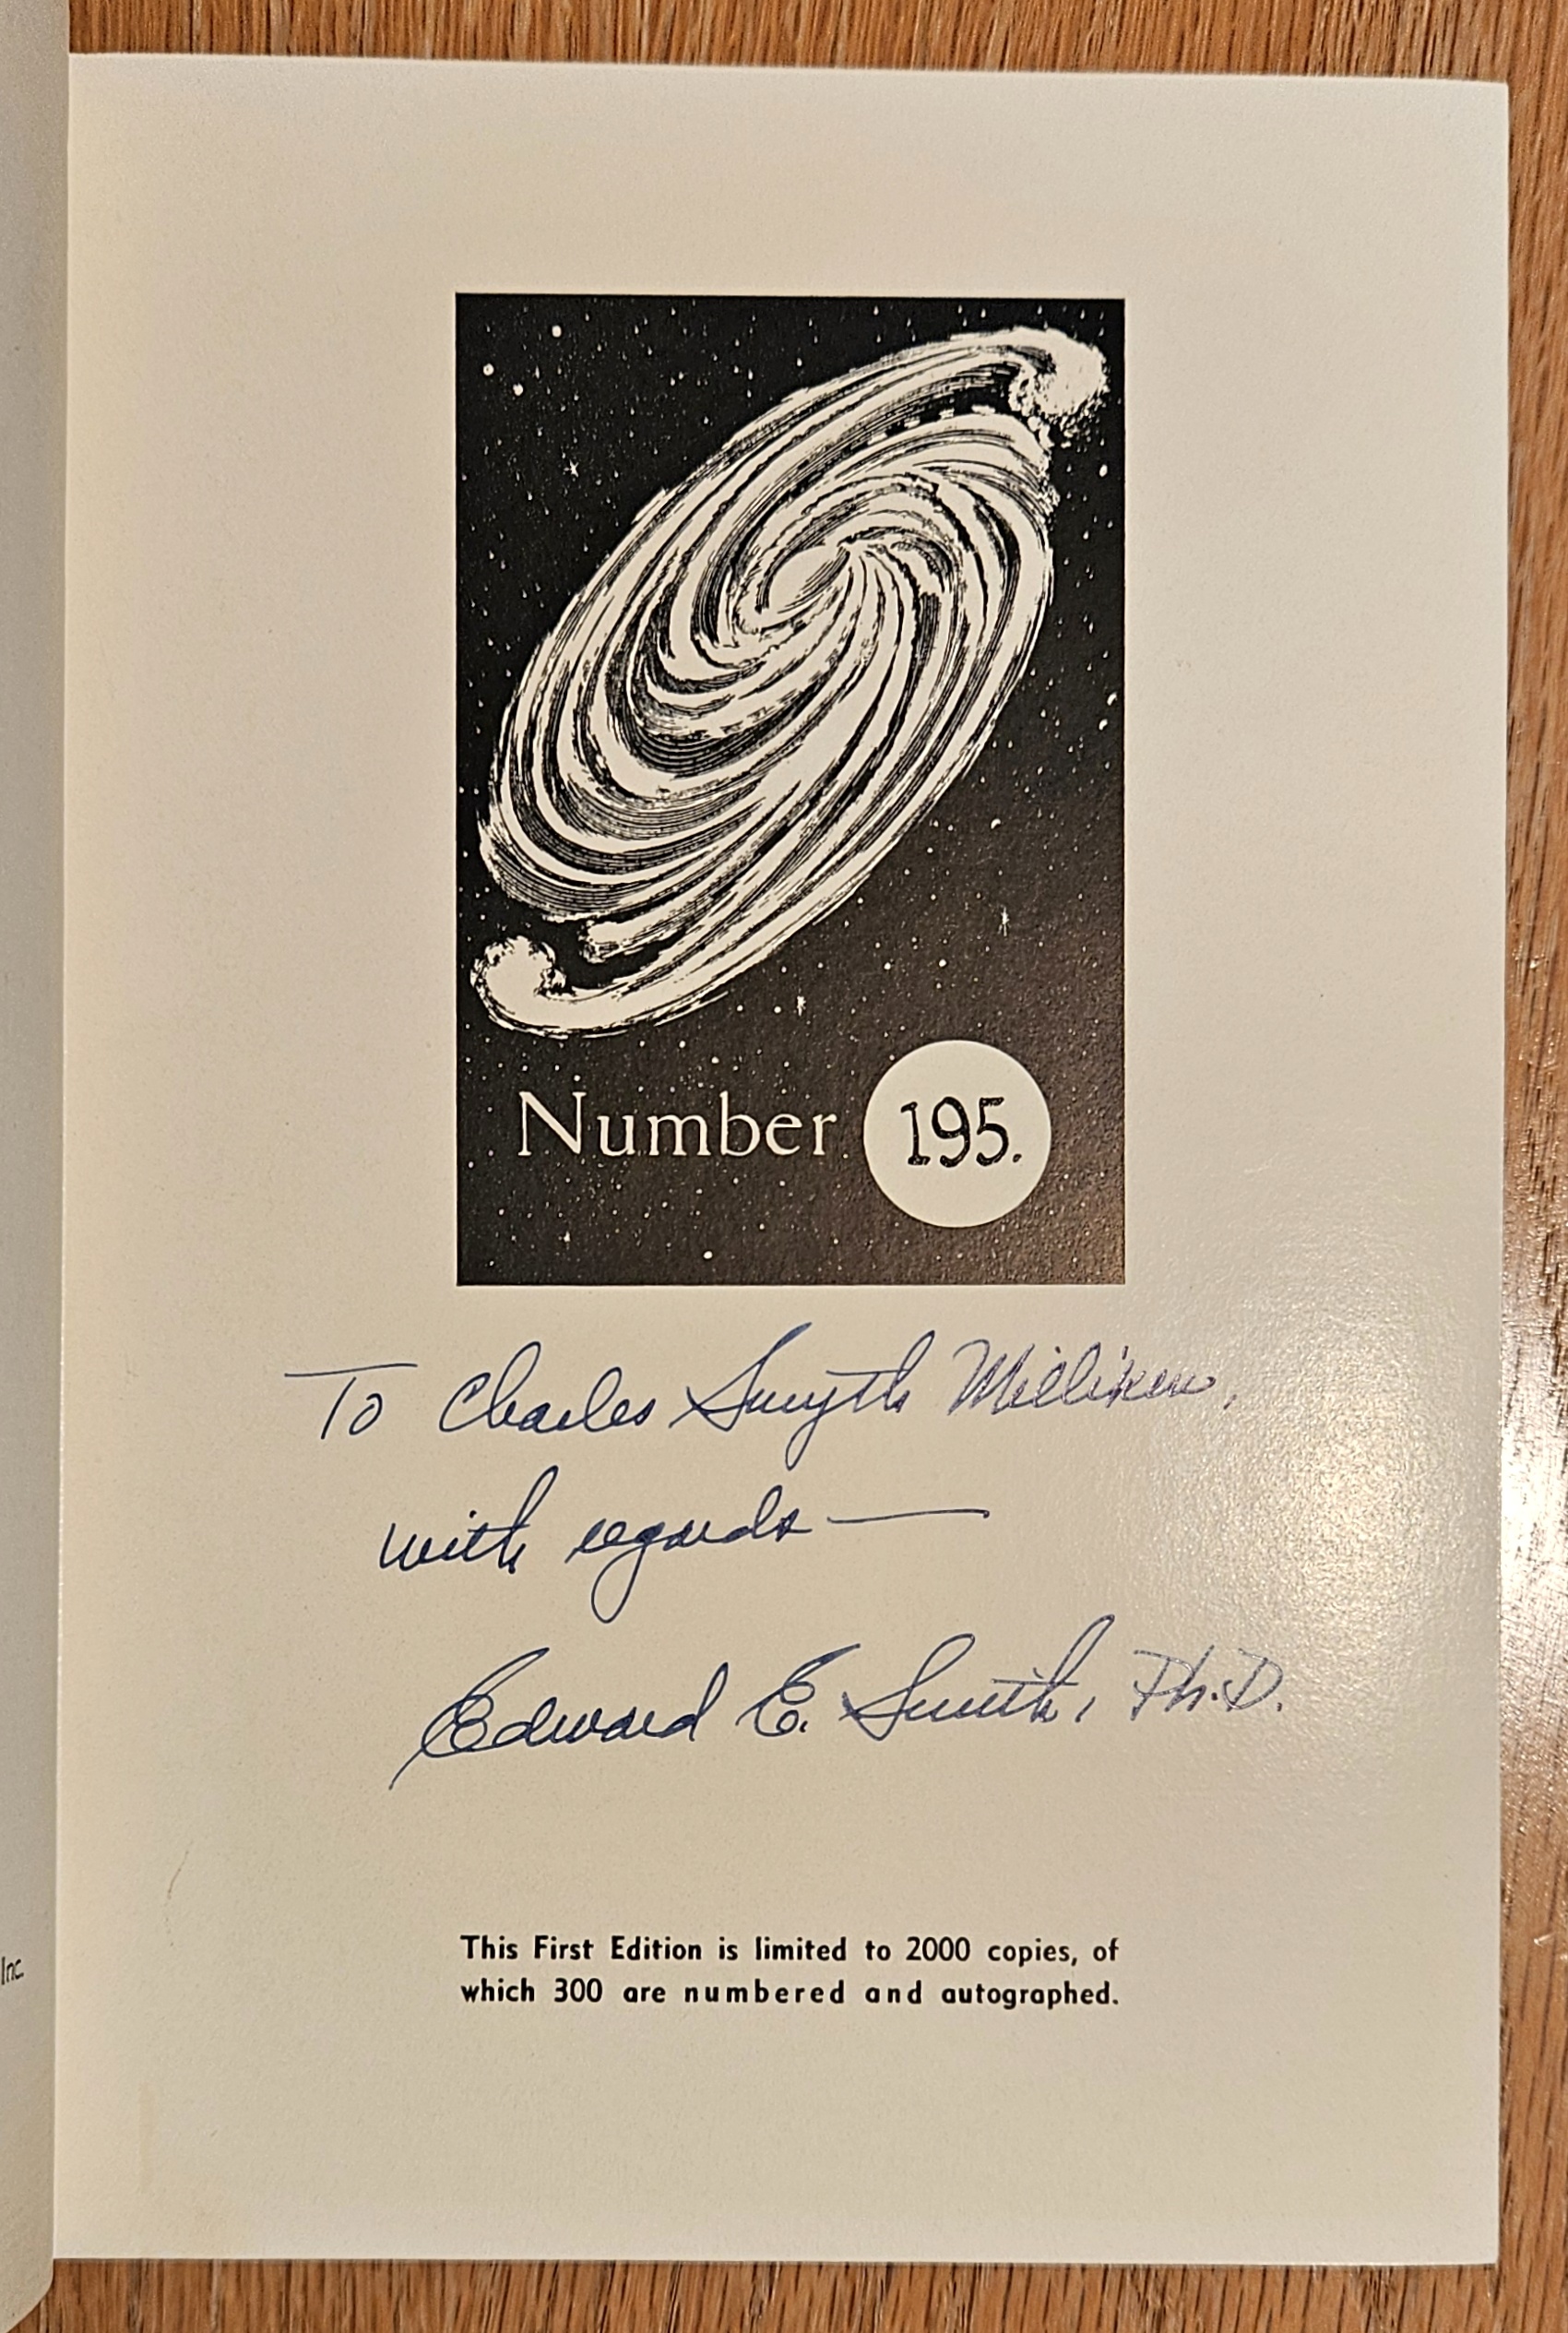 Number 195.
To Charles Smyth Milliken,
with regards —
Edward E. Smith, Ph.D.
This First Edition is limited to 2000 copies, of
which 300 are numbered and autographed.
Inc.